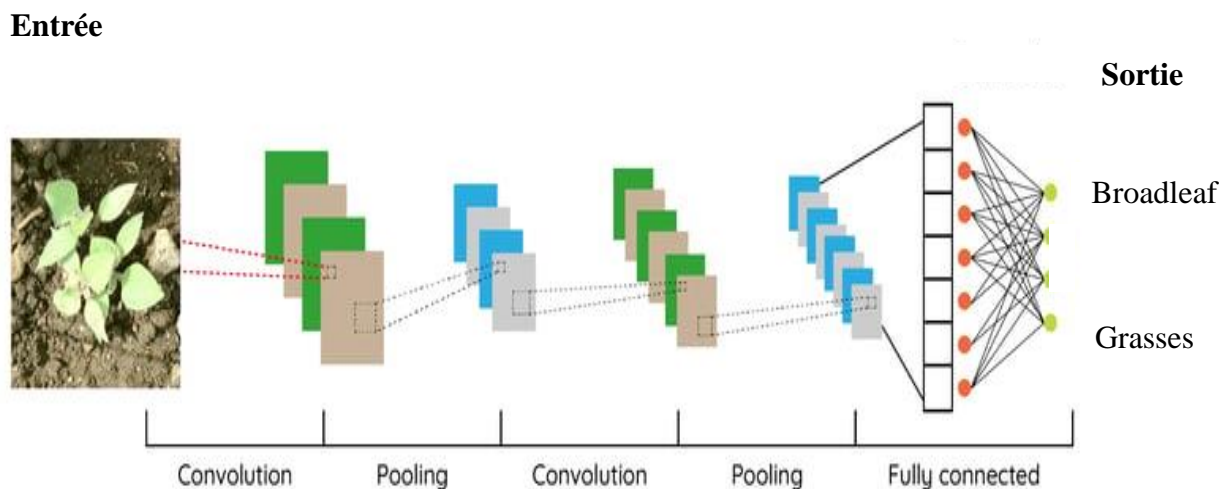 Entrée
Sortie
Broadleaf
Grasses
Convolution Pooling Convolution Pooling Fully connected